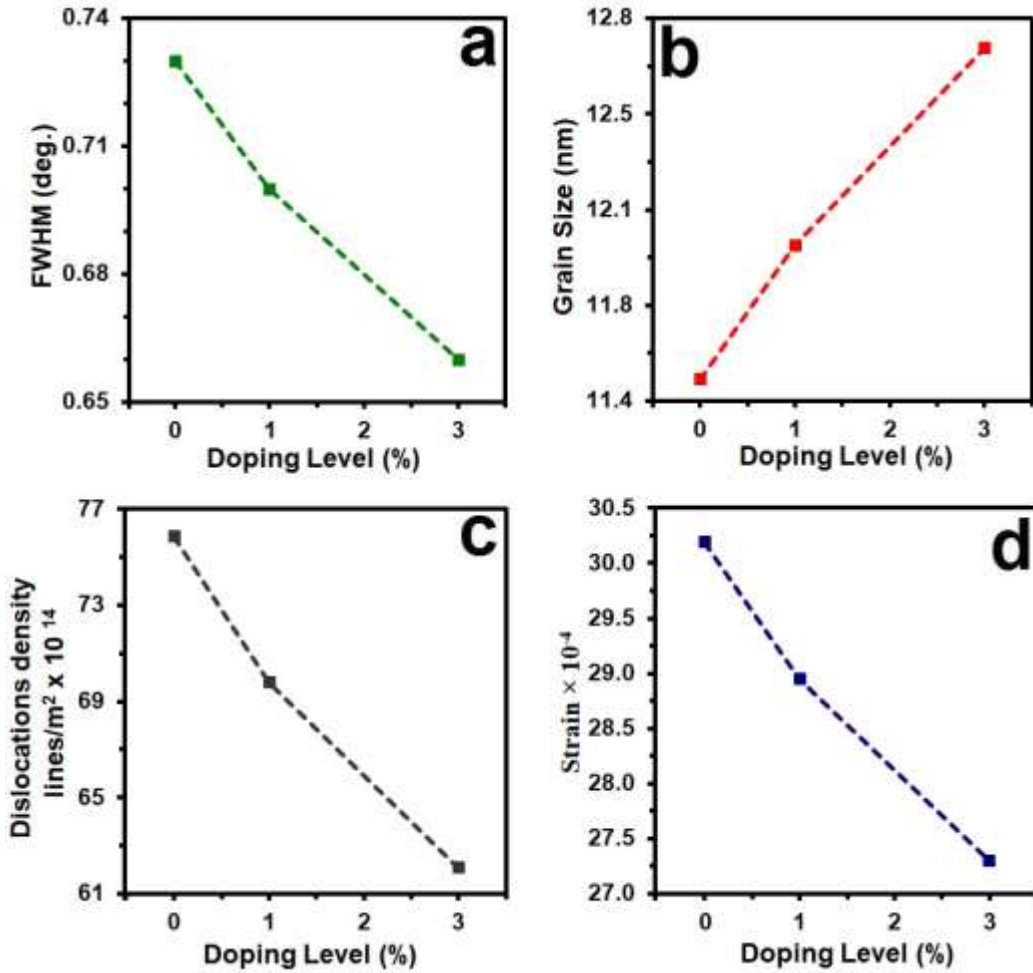 a
FWHM (deg.)
0.74
0.71
0.68
0.65
0 1 2 3
Doping Level (%)
b
Grain Size (nm)
12.8
12.5
12.1
11.8
11.4
0 1 2 3
Doping Level (%)
c
Dislocations density
lines/m² x 10 ¹⁴
77
73
69
65
61
0 1 2 3
Doping Level (%)
d
Strain × 10⁻⁴
30.5
30.0
29.5
29.0
28.5
28.0
27.5
27.0
0 1 2 3
Doping Level (%)